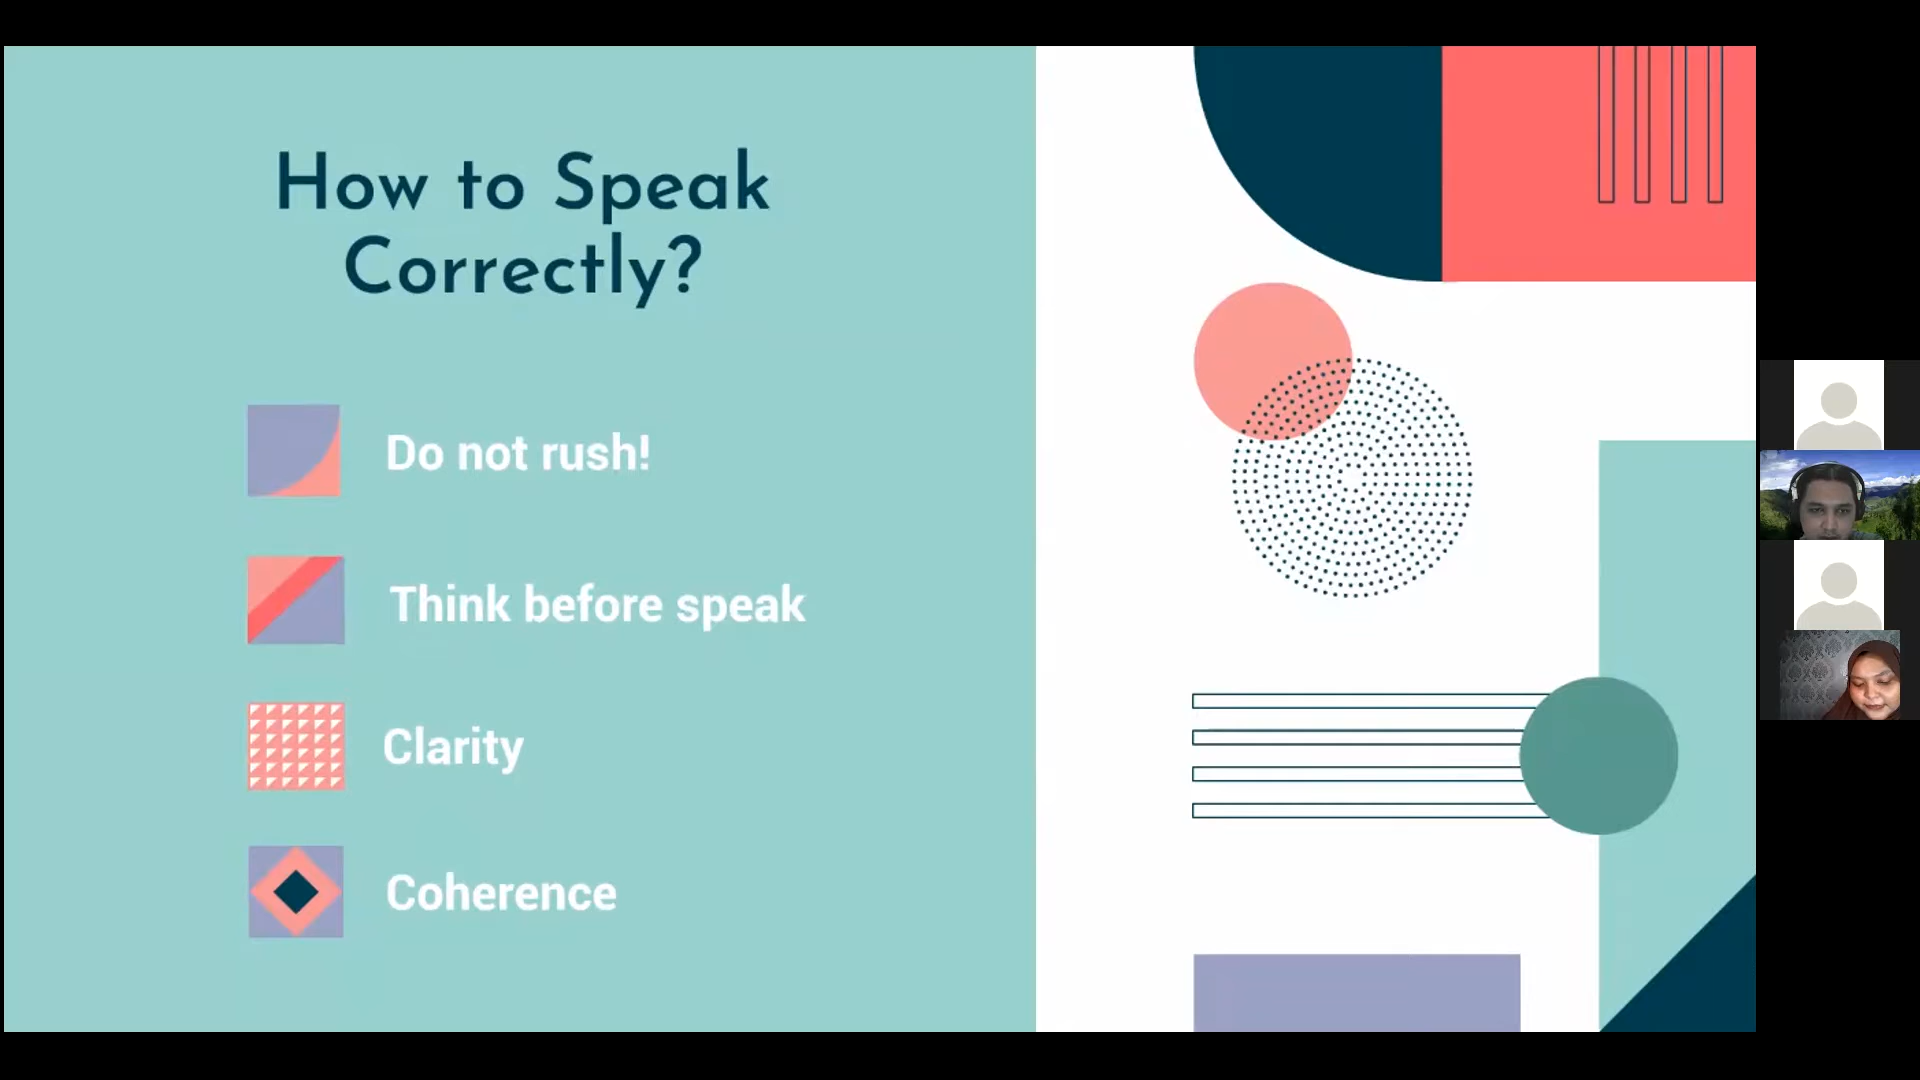 How to Speak
Correctly?
Do not rush!
Think before speak
Clarity
Coherence